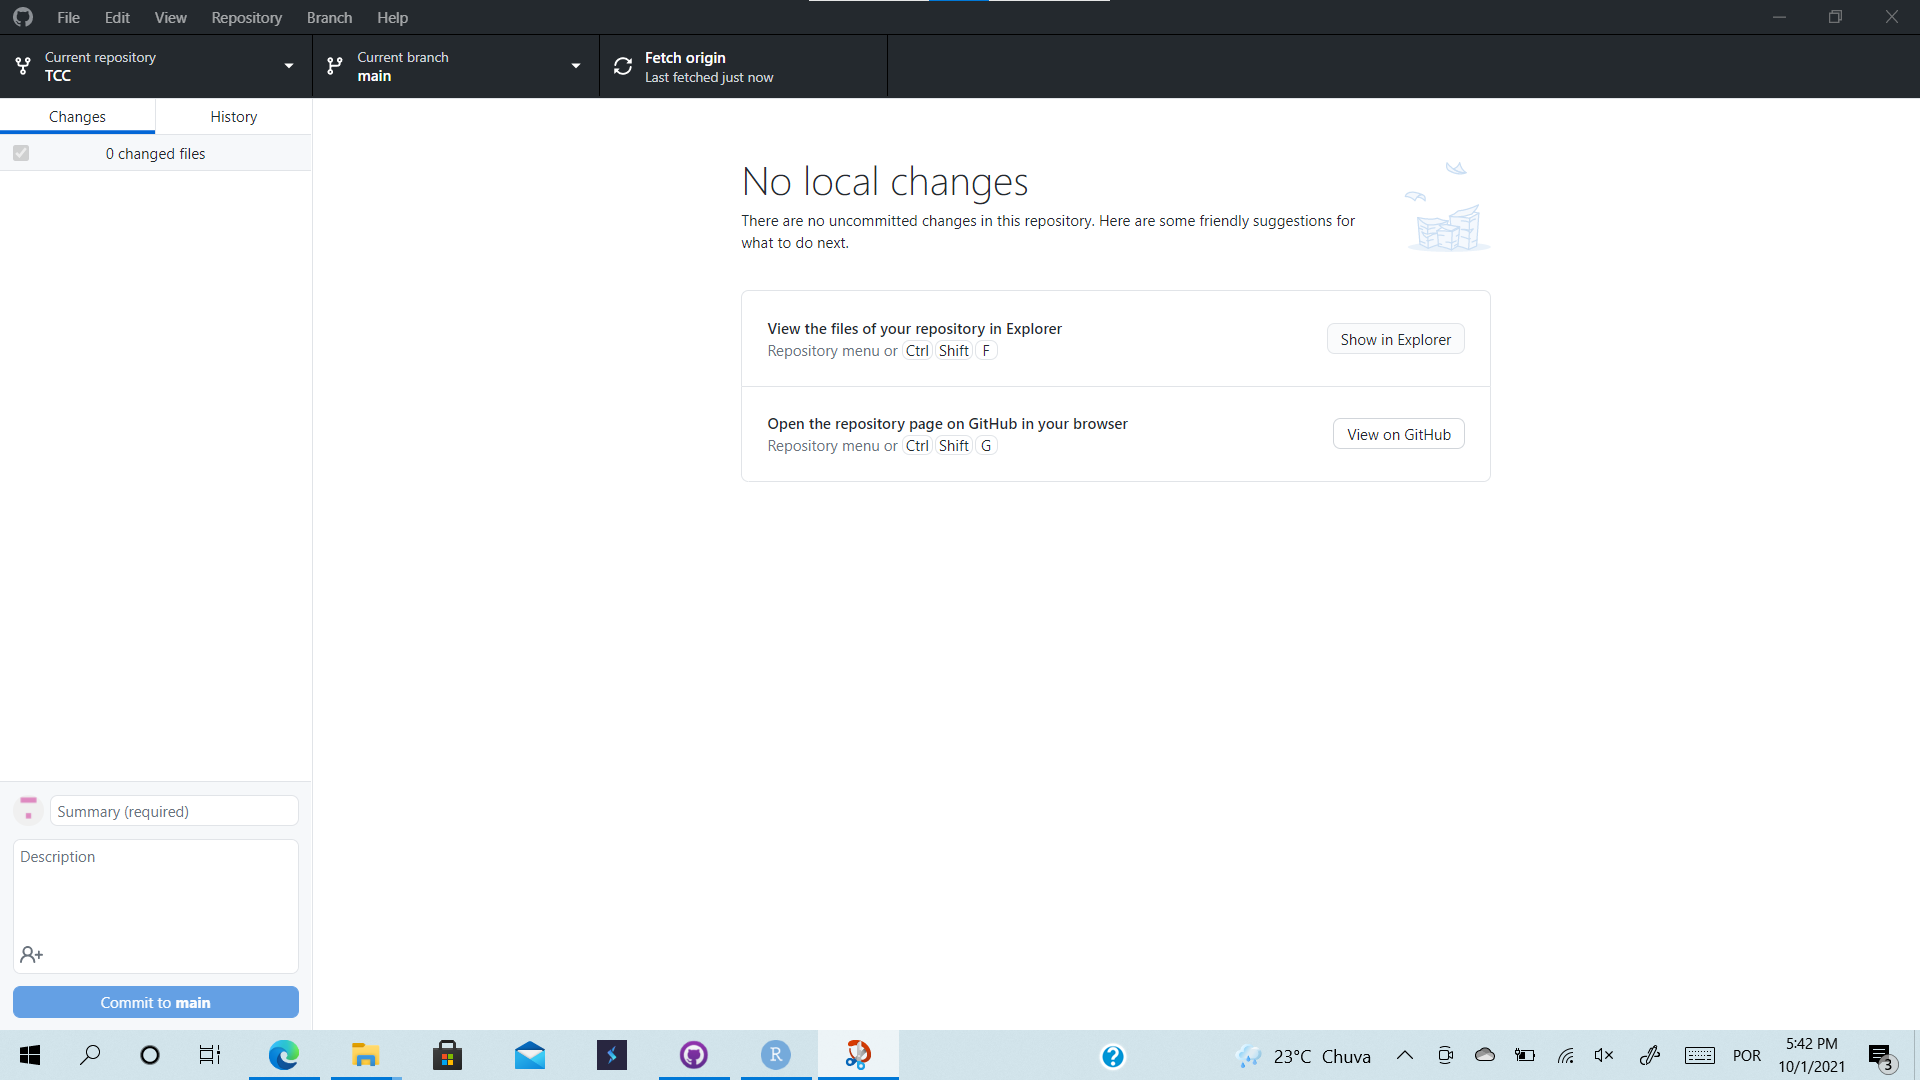 File Edit View Repository Branch Help
Current repository
TCC
Current branch
main
Fetch origin
Last fetched just now
Changes
History
0 changed files
No local changes
There are no uncommitted changes in this repository. Here are some friendly suggestions for
what to do next.
View the files of your repository in Explorer
Repository menu or Ctrl Shift F
Show in Explorer
Open the repository page on GitHub in your browser
Repository menu or Ctrl Shift G
View on GitHub
Summary (required)
Description
Commit to main
R
?
23°C Chuva
POR
5:42 PM
10/1/2021
3